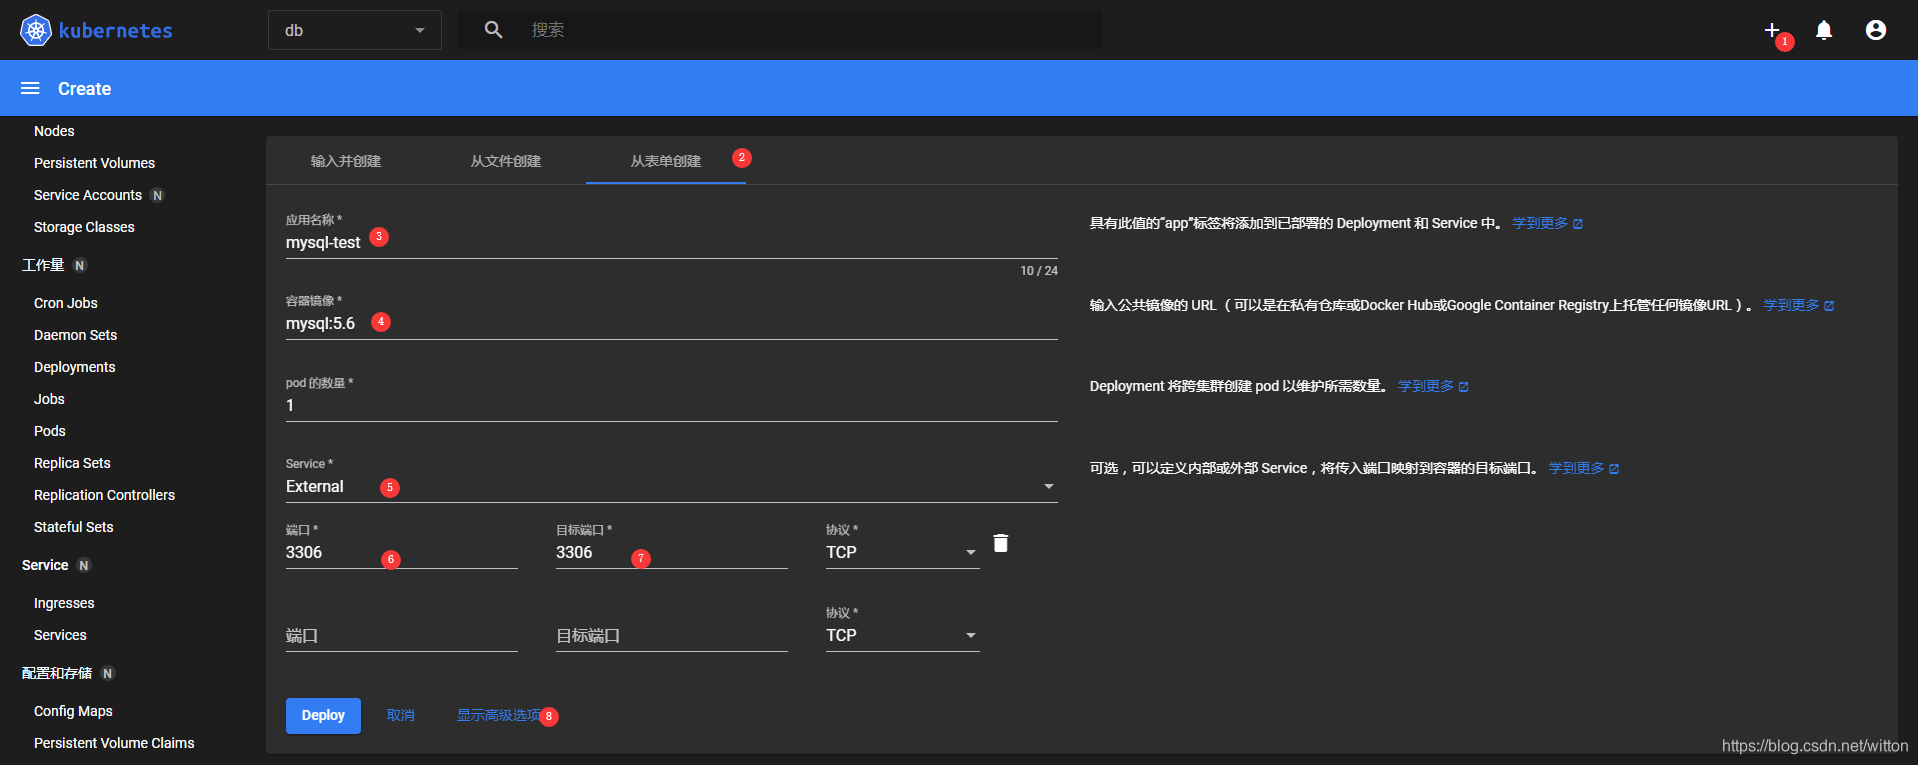 kubernetes
db
搜索
1
Create
Nodes
Persistent Volumes
Service Accounts N
Storage Classes
工作量 N
Cron Jobs
Daemon Sets
Deployments
Jobs
Pods
Replica Sets
Replication Controllers
Stateful Sets
Service N
Ingresses
Services
配置和存储 N
Config Maps
Persistent Volume Claims
输入并创建
从文件创建
从表单创建 2
应用名称 *
mysql-test 3
10 / 24
具有此值的“app”标签将添加到已部署的 Deployment 和 Service 中。 学到更多
容器镜像 *
mysql:5.6 4
输入公共镜像的 URL （可以是在私有仓库或Docker Hub或Google Container Registry上托管任何镜像URL）。 学到更多
pod 的数量 *
1
Deployment 将跨集群创建 pod 以维护所需数量。 学到更多
Service *
External 5
可选，可以定义内部或外部 Service，将传入端口映射到容器的目标端口。 学到更多
端口 * 目标端口 * 协议 *
3306 6 3306 7 TCP
协议 *
端口 目标端口 TCP
Deploy 取消 显示高级选项 8
https://blog.csdn.net/witton